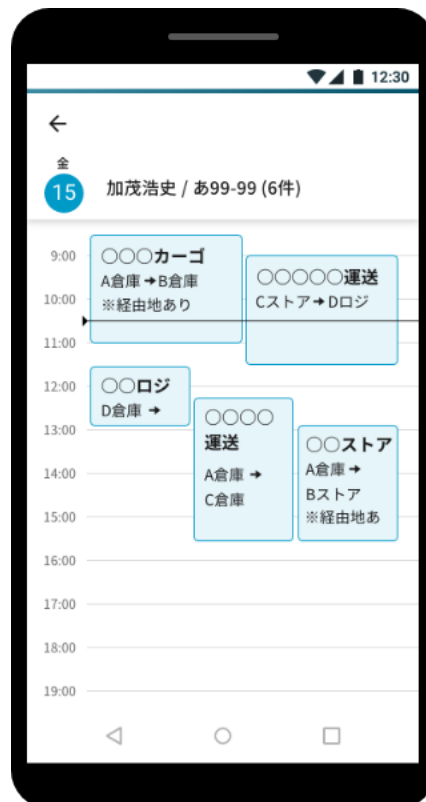 12:30
金
15
加茂浩史 / あ99-99 (6件)
9:00
10:00
11:00
12:00
13:00
14:00
15:00
16:00
17:00
18:00
19:00
○○○カーゴ
A倉庫➔B倉庫
※経由地あり
○○○○○運送
Cストア➔Dロジ
○○ロジ
D倉庫 ➔
○○○○
運送
A倉庫 ➔
C倉庫
○○ストア
A倉庫 ➔
Bストア
※経由地あ